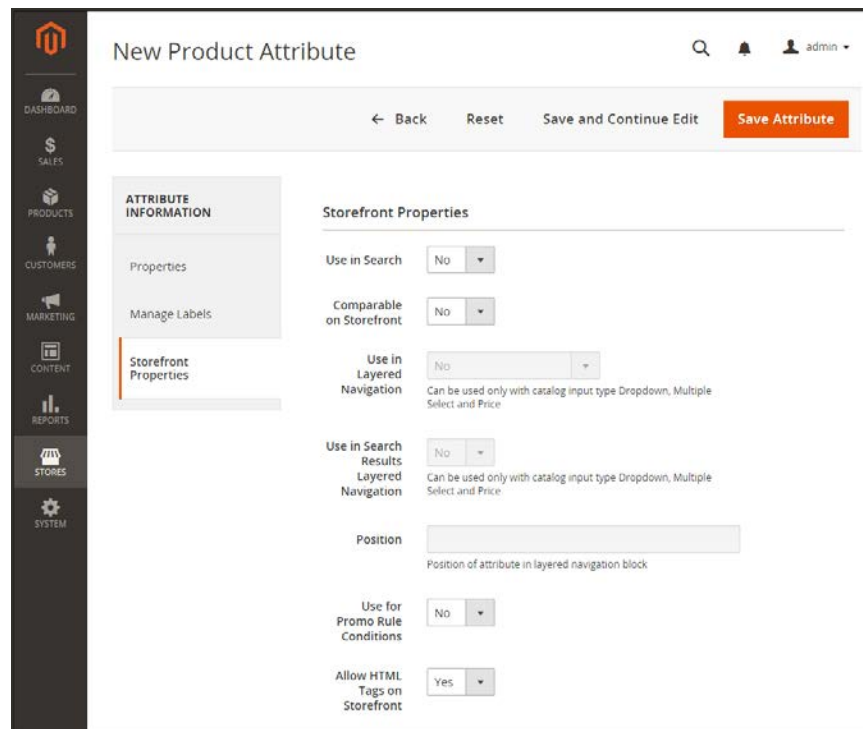 New Product Attribute
admin
← Back
Reset
Save and Continue Edit
Save Attribute
DASHBOARD
SALES
PRODUCTS
CUSTOMERS
MARKETING
CONTENT
REPORTS
STORES
SYSTEM
ATTRIBUTE
INFORMATION
Properties
Manage Labels
Storefront
Properties
Storefront Properties
Use in Search
No
Comparable
on Storefront
No
Use in
Layered
Navigation
No
Can be used only with catalog input type Dropdown, Multiple
Select and Price
Use in Search
Results
Layered
Navigation
No
Can be used only with catalog input type Dropdown, Multiple
Select and Price
Position
Position of attribute in layered navigation block
Use for
Promo Rule
Conditions
No
Allow HTML
Tags on
Storefront
Yes